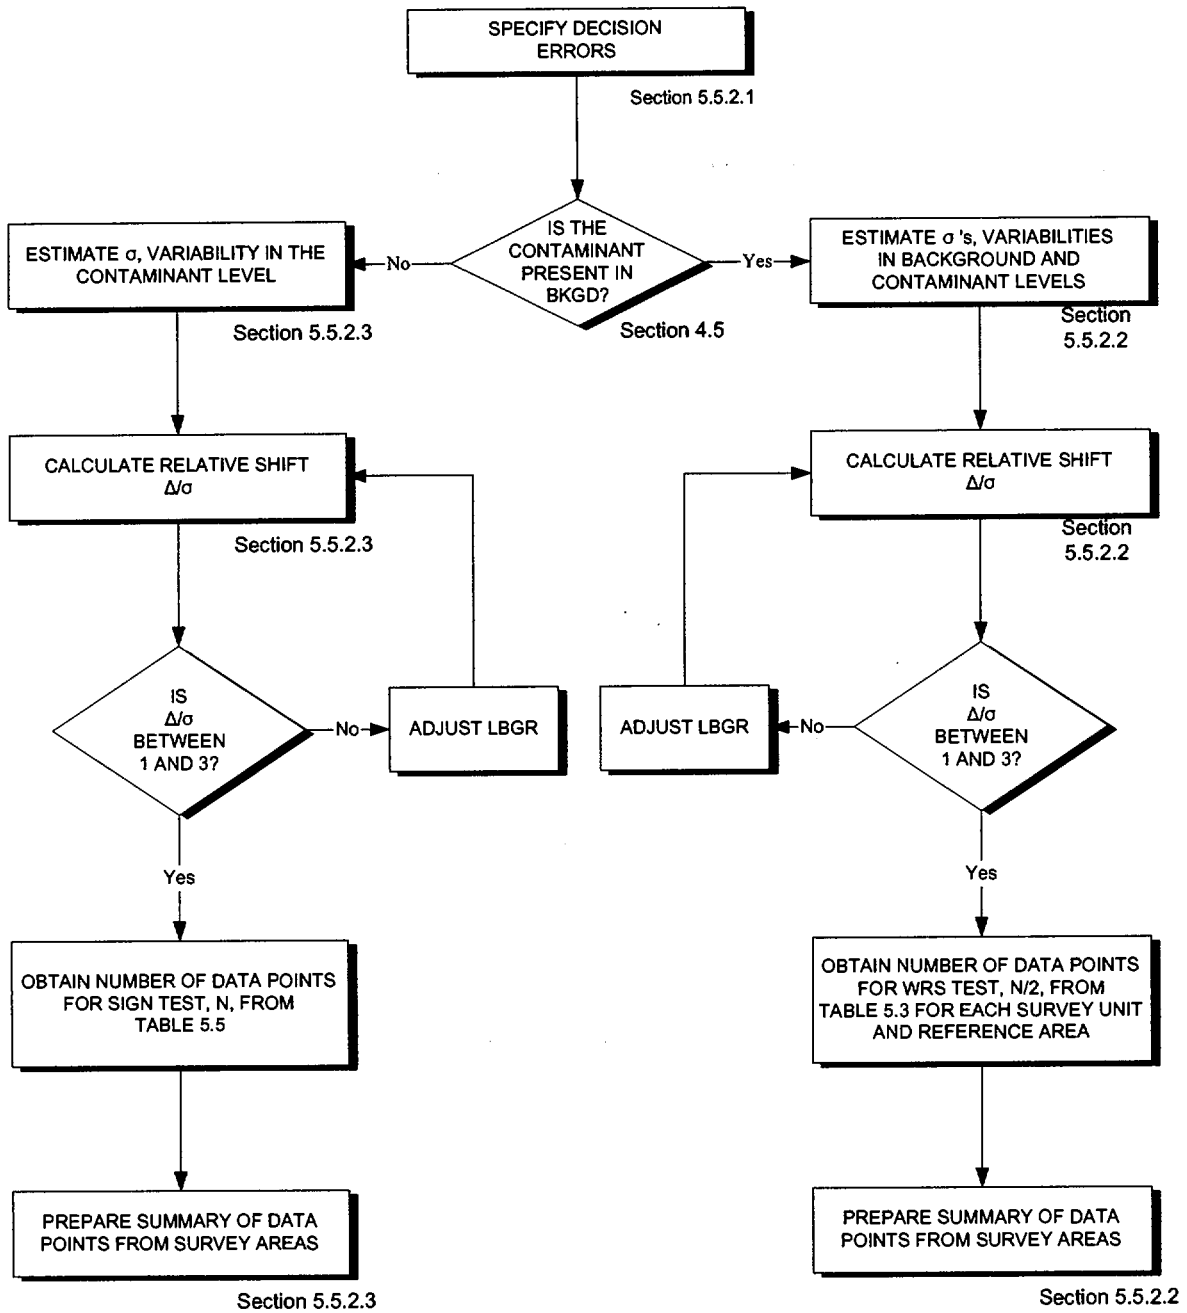 SPECIFY DECISION
ERRORS
Section 5.5.2.1
IS THE
CONTAMINANT
PRESENT IN
BKGD?
Section 4.5
No
Yes
ESTIMATE σ, VARIABILITY IN THE
CONTAMINANT LEVEL
Section 5.5.2.3
ESTIMATE σ 's, VARIABILITIES
IN BACKGROUND AND
CONTAMINANT LEVELS
Section
5.5.2.2
CALCULATE RELATIVE SHIFT
Δ/σ
Section 5.5.2.3
CALCULATE RELATIVE SHIFT
Δ/σ
Section
5.5.2.2
IS
Δ/σ
BETWEEN
1 AND 3?
No
ADJUST LBGR
ADJUST LBGR
No
IS
Δ/σ
BETWEEN
1 AND 3?
Yes
Yes
OBTAIN NUMBER OF DATA POINTS
FOR SIGN TEST, N, FROM
TABLE 5.5
OBTAIN NUMBER OF DATA POINTS
FOR WRS TEST, N/2, FROM
TABLE 5.3 FOR EACH SURVEY UNIT
AND REFERENCE AREA
PREPARE SUMMARY OF DATA
POINTS FROM SURVEY AREAS
Section 5.5.2.3
PREPARE SUMMARY OF DATA
POINTS FROM SURVEY AREAS
Section 5.5.2.2